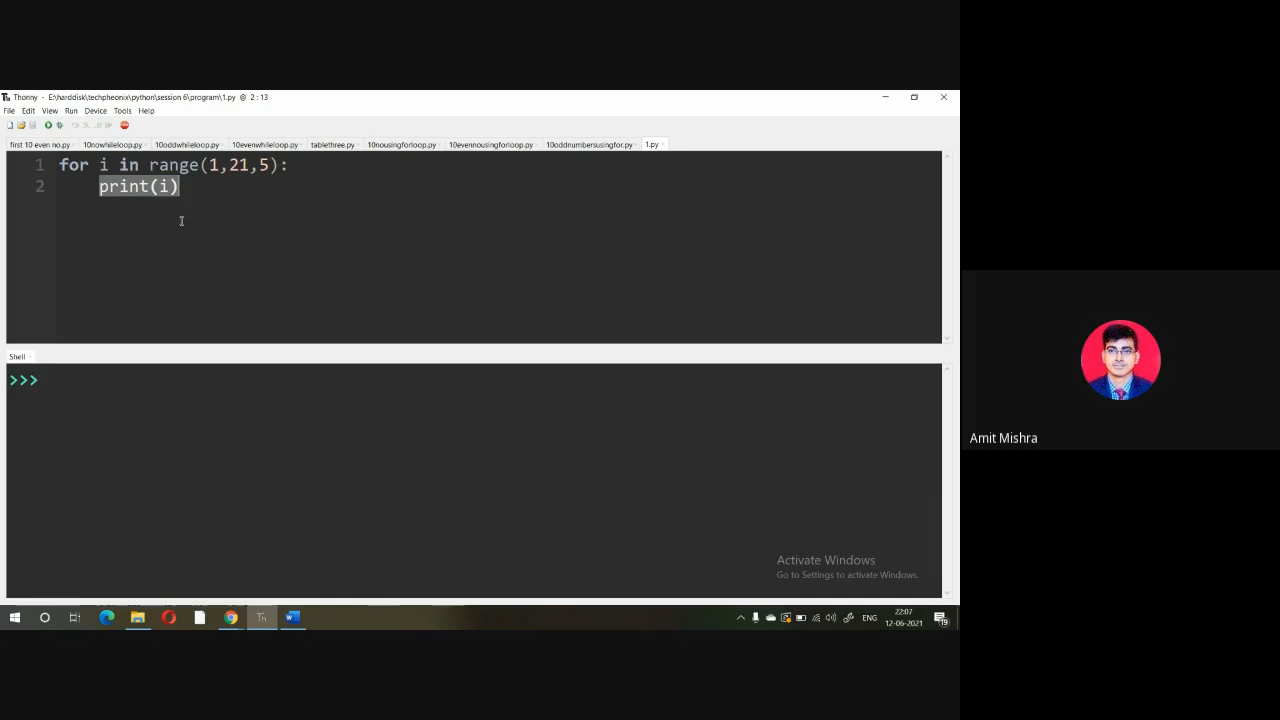 Th Thonny - E:\harddisk\techpheonix\python\session 6\program\1.py @ 2 : 13
File Edit View Run Device Tools Help
first 10 even no.py 10nowhileloop.py 10oddwhileloop.py 10evenwhileloop.py tablethree.py 10nousingforloop.py 10evennousingforloop.py 10oddnumbersusingfor.py 1.py
1 for i in range(1,21,5):
2 print(i)
Shell
>>>
Amit Mishra
Activate Windows
Go to Settings to activate Windows.
Th W ENG 22:07
12-06-2021 19